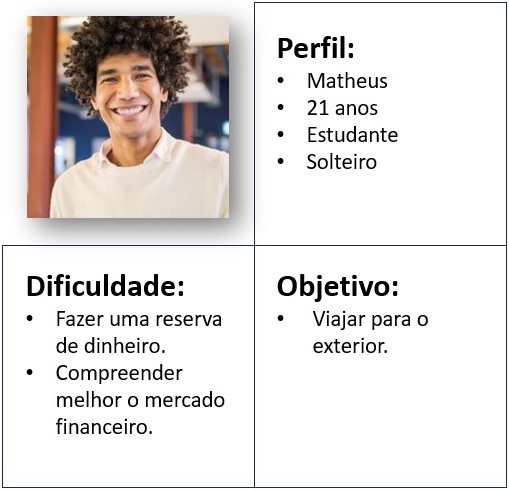 Perfil:
• Matheus
• 21 anos
• Estudante
• Solteiro
Dificuldade:
• Fazer uma reserva
de dinheiro.
• Compreender
melhor o mercado
financeiro.
Objetivo:
• Viajar para o
exterior.